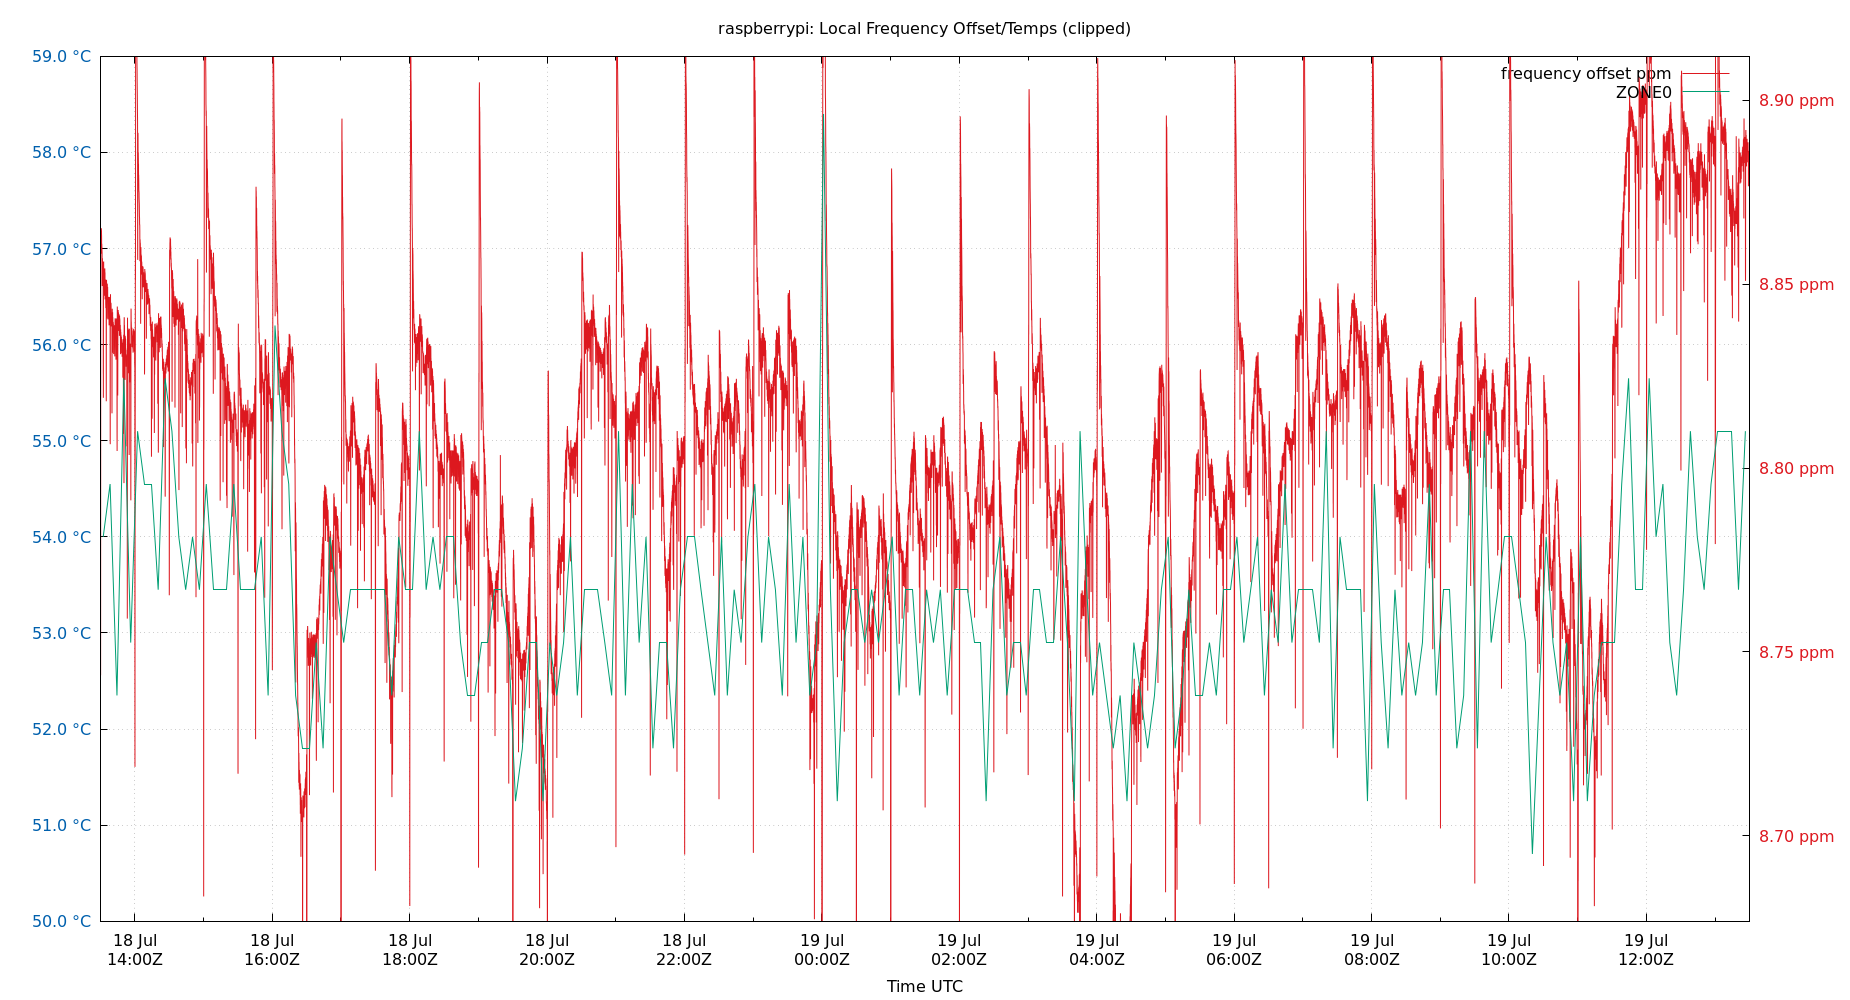 raspberrypi: Local Frequency Offset/Temps (clipped)
59.0 °C
58.0 °C
57.0 °C
56.0 °C
55.0 °C
54.0 °C
53.0 °C
52.0 °C
51.0 °C
50.0 °C
frequency offset ppm
ZONE0
8.90 ppm
8.85 ppm
8.80 ppm
8.75 ppm
8.70 ppm
18 Jul
14:00Z
18 Jul
16:00Z
18 Jul
18:00Z
18 Jul
20:00Z
18 Jul
22:00Z
19 Jul
00:00Z
19 Jul
02:00Z
19 Jul
04:00Z
19 Jul
06:00Z
19 Jul
08:00Z
19 Jul
10:00Z
19 Jul
12:00Z
Time UTC